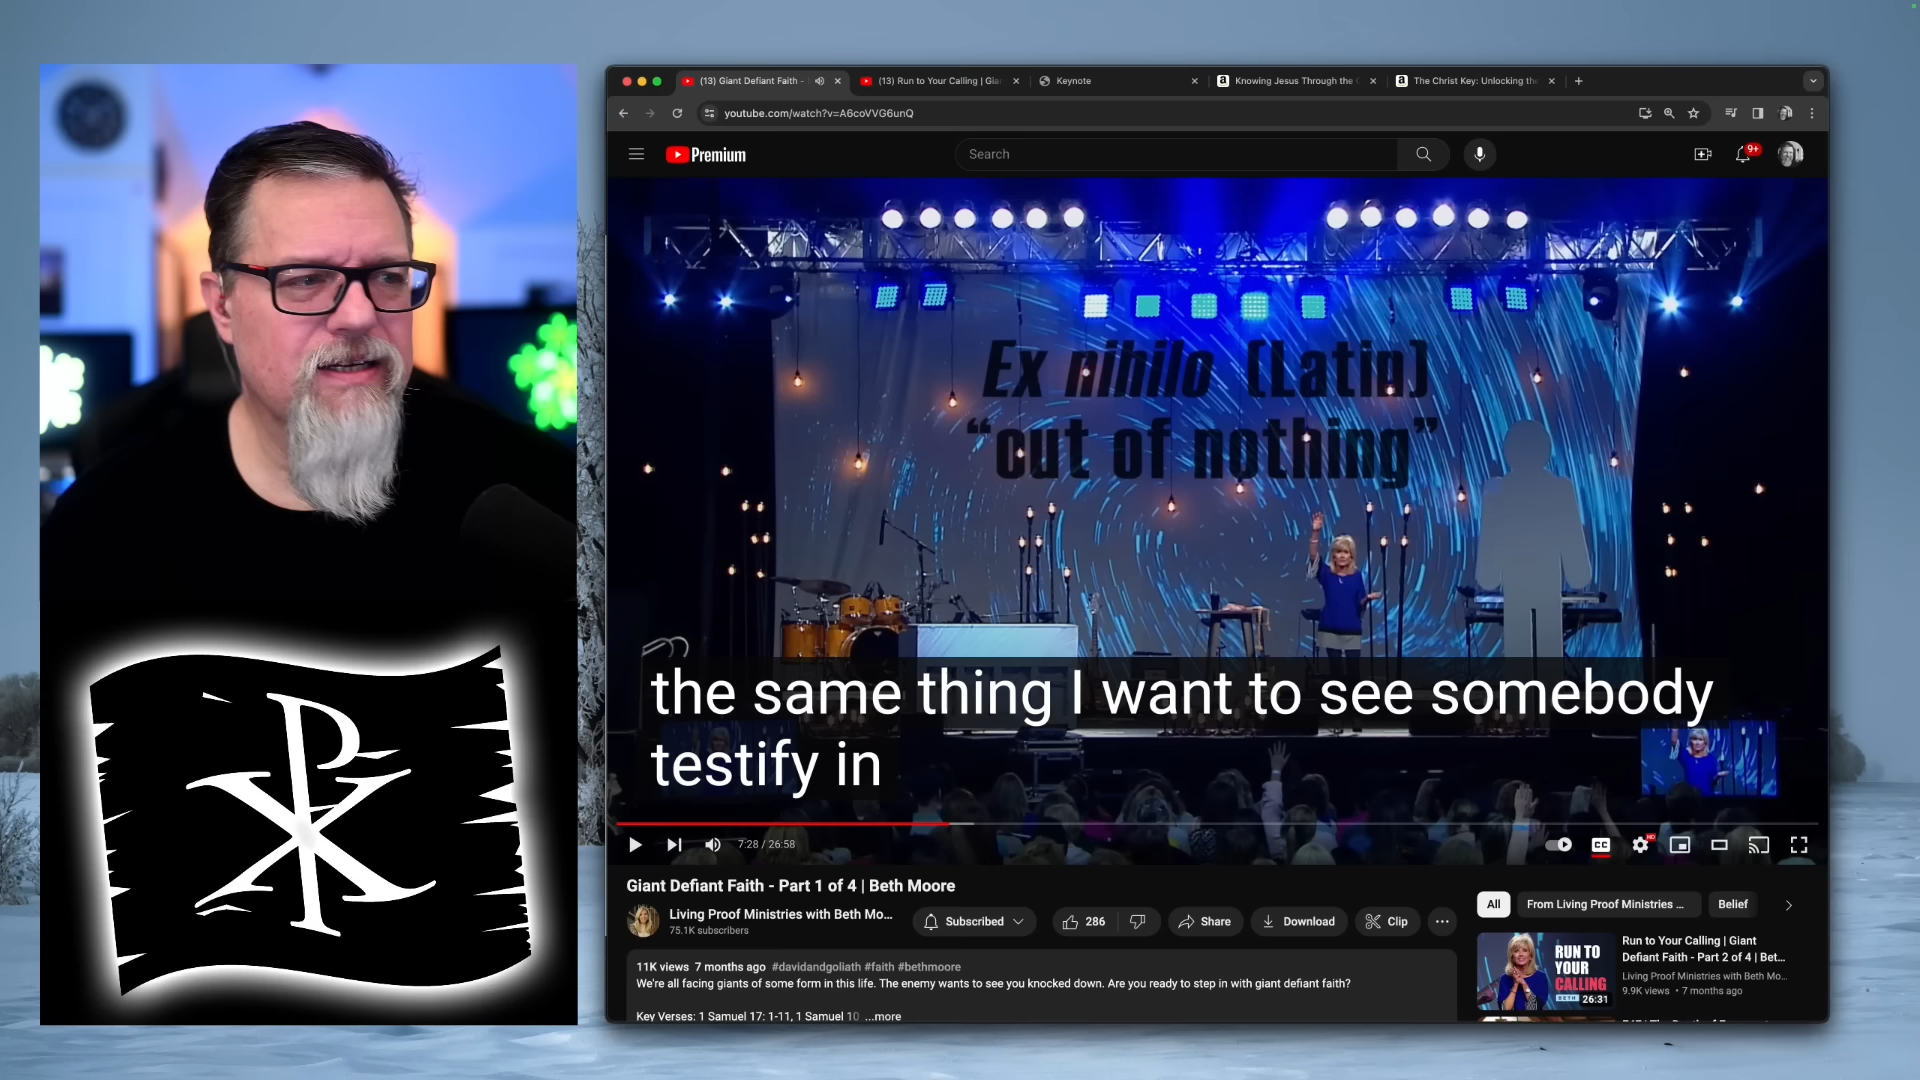 (13) Giant Defiant Faith -
(13) Run to Your Calling | Gia
Keynote
Knowing Jesus Through the
The Christ Key: Unlocking the
youtube.com/watch?v=A6coVVG6unQ
Premium
Search
9+
Ex nihilo (Latin)
“out of nothing”
the same thing I want to see somebody
testify in
7:28 / 26:58
CC
HD
Giant Defiant Faith - Part 1 of 4 | Beth Moore
Living Proof Ministries with Beth Mo...
75.1K subscribers
Subscribed
286
Share
Download
Clip
11K views 7 months ago #davidandgoliath #faith #bethmoore
We're all facing giants of some form in this life. The enemy wants to see you knocked down. Are you ready to step in with giant defiant faith?
Key Verses: 1 Samuel 17: 1-11, 1 Samuel 10 ...more
All
From Living Proof Ministries ...
Belief
RUN TO
YOUR
CALLING
BETH
26:31
Run to Your Calling | Giant
Defiant Faith - Part 2 of 4 | Bet...
Living Proof Ministries with Beth Mo...
9.9K views • 7 months ago